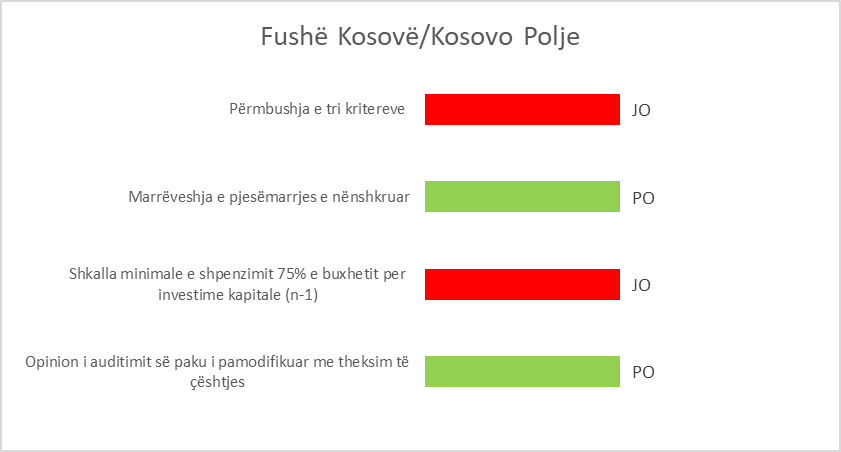 Fushë Kosovë/Kosovo Polje
Përmbushja e tri kritereve
JO
Marrëveshja e pjesëmarrjes e nënshkruar
PO
Shkalla minimale e shpenzimit 75% e buxhetit per
investime kapitale (n-1)
JO
Opinion i auditimit së paku i pamodifikuar me theksim të
çështjes
PO